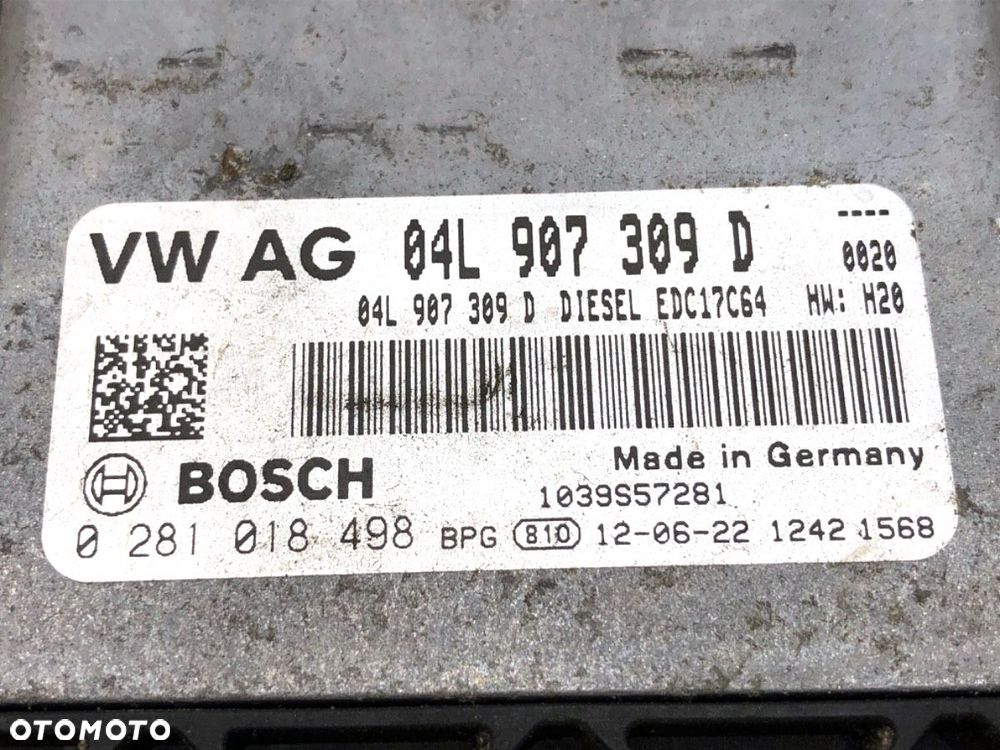 VW AG 04L 907 309 D ----
0020
04L 907 309 D DIESEL EDC17C64 HW: H20
Made in Germany
BOSCH 1039S57281
0 281 018 498 BPG 810 12-06-22 1242 1568
OTOMOTO